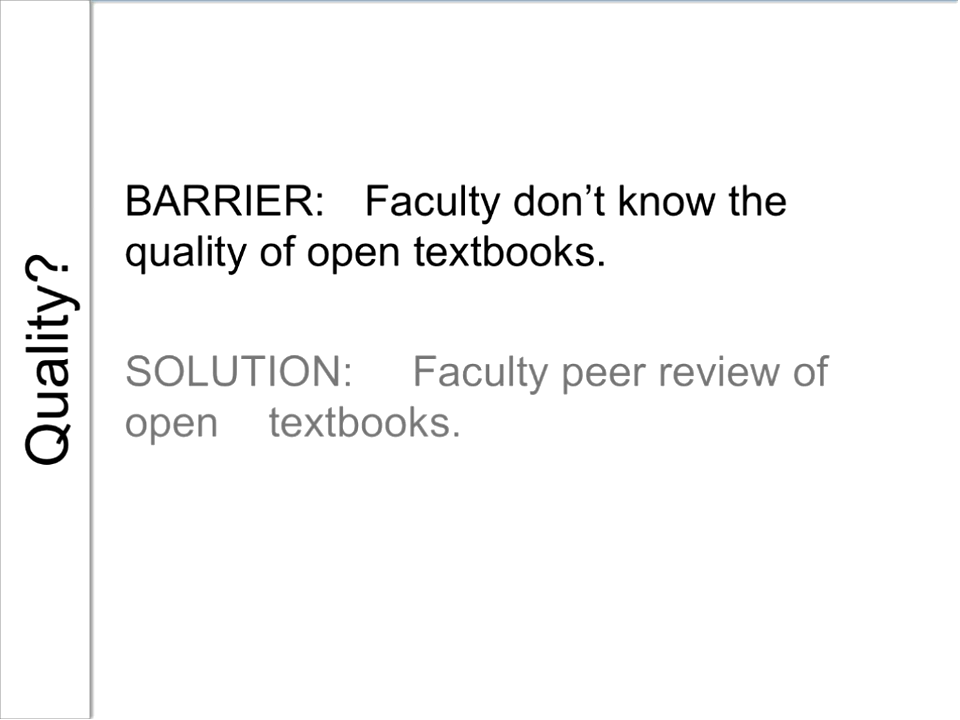 Quality?
BARRIER: Faculty don’t know the
quality of open textbooks.
SOLUTION: Faculty peer review of
open textbooks.